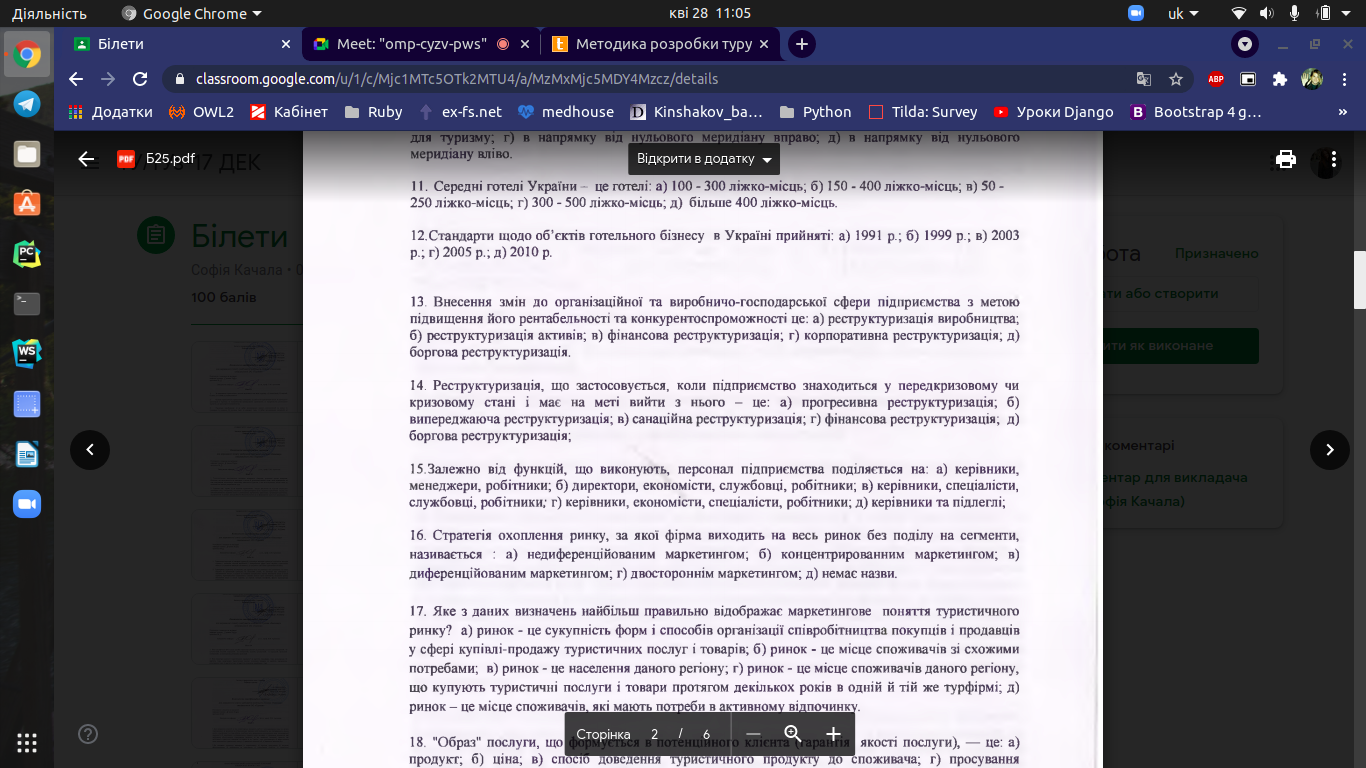 Діяльність
Google Chrome
кві 28 11:05
uk
Білети
Meet: "omp-cyzv-pws"
Методика розробки туру
classroom.google.com/u/1/c/Mjc1MTc5OTk2MTU4/a/MzMxMjc5MDY4Mzcz/details
ABP
Додатки
OWL2
Кабінет
Ruby
ex-fs.net
medhouse
Kinshakov_ba...
Python
Tilda: Survey
Уроки Django
Bootstrap 4 g...
»
PDF
Б25.pdf
17 ДЕК
Відкрити в додатку
для туризму; г) в напрямку від нульового меридіану вправо; д) в напрямку від нульового
меридіану вліво.
11. Середні готелі України – це готелі: а) 100 - 300 ліжко-місць; б) 150 - 400 ліжко-місць; в) 50 -
250 ліжко-місць; г) 300 - 500 ліжко-місць; д) більше 400 ліжко-місць.
12.Стандарти щодо об’єктів готельного бізнесу в Україні прийняті: а) 1991 р.; б) 1999 р.; в) 2003
р.; г) 2005 р.; д) 2010 р.
13. Внесення змін до організаційної та виробничо-господарської сфери підприємства з метою
підвищення його рентабельності та конкурентоспроможності це: а) реструктуризація виробництва;
б) реструктуризація активів; в) фінансова реструктуризація; г) корпоративна реструктуризація; д)
боргова реструктуризація.
14. Реструктуризація, що застосовується, коли підприємство знаходиться у передкризовому чи
кризовому стані і має на меті вийти з нього – це: а) прогресивна реструктуризація; б)
випереджаюча реструктуризація; в) санаційна реструктуризація; г) фінансова реструктуризація; д)
боргова реструктуризація;
15.Залежно від функцій, що виконують, персонал підприємства поділяється на: а) керівники,
менеджери, робітники; б) директори, економісти, службовці, робітники; в) керівники, спеціалісти,
службовці, робітники; г) керівники, економісти, спеціалісти, робітники; д) керівники та підлеглі;
16. Стратегія охоплення ринку, за якої фірма виходить на весь ринок без поділу на сегменти,
називається : а) недиференційованим маркетингом; б) концентрированним маркетингом; в)
диференційованим маркетингом; г) двостороннім маркетингом; д) немає назви.
17. Яке з даних визначень найбільш правильно відображає маркетингове поняття туристичного
ринку? а) ринок - це сукупність форм і способів організації співробітництва покупців і продавців
у сфері купівлі-продажу туристичних послуг і товарів; б) ринок - це місце споживачів зі схожими
потребами; в) ринок - це населення даного регіону; г) ринок - це місце споживачів даного регіону,
що купують туристичні послуги і товари протягом декількох років в одній й тій же турфірмі; д)
ринок – це місце споживачів, які мають потреби в активному відпочинку.
18. "Образ" послуги, що формується в потенційного клієнта (гарантія якості послуги), — це: а)
продукт; б) ціна; в) спосіб доведення туристичного продукту до споживача; г) просування
Сторінка 2 / 6
Білети
Софія Качала •
100 балів
ота
Призначено
ати або створити
ити як виконане
коментарі
ентар для викладача
фія Качала)
PC
WS